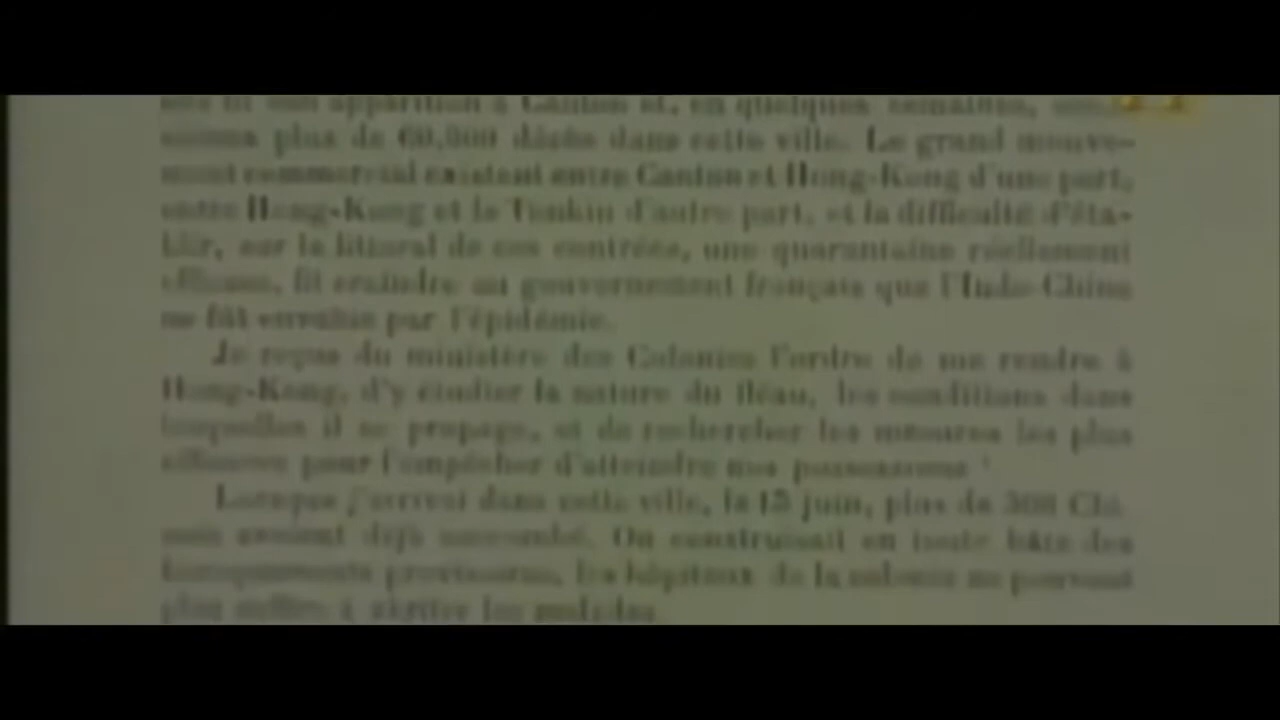 fit son apparition à Canton et, en quelques semaines,
plus de 60,000 décès dans cette ville. Le grand mouve-
ment commercial existant entre Canton et Hong-Kong d'une part,
entre Hong-Kong et le Tonkin d'autre part, et la difficulté d'éta-
blir, sur le littoral de ces contrées, une quarantaine réellement
efficace, fit craindre au gouvernement français que l'Indo-Chine
ne fût envahie par l'épidémie.
Je reçus du ministère des Colonies l'ordre de me rendre à
Hong-Kong, d'y étudier la nature du fléau, les conditions dans
lesquelles il se propage, et de rechercher les mesures les plus
efficaces pour l'empêcher d'atteindre nos possessions
Lorsque j'arrivai dans cette ville, le 15 juin, plus de 300 Chi-
nois avaient déjà succombé. On construisait en toute hâte des
baraquements provisoires, les hôpitaux de la colonie ne pouvant
plus suffire à abriter les malades